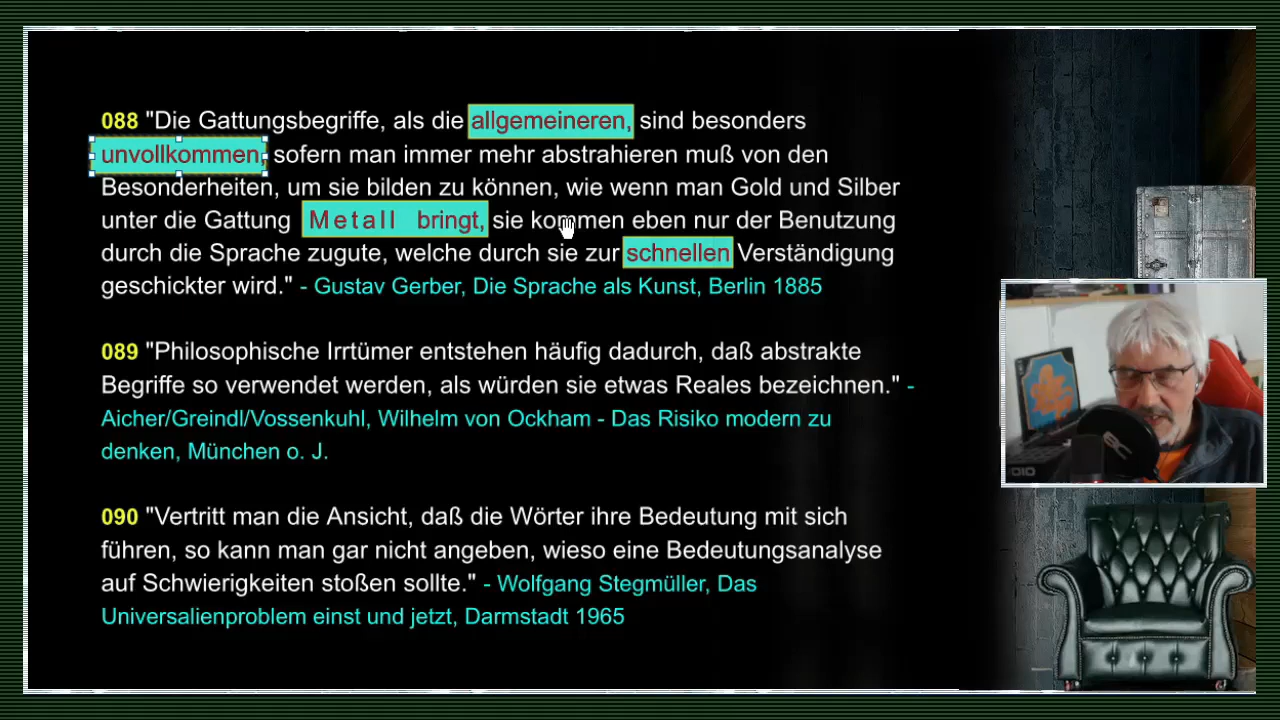 088 "Die Gattungsbegriffe, als die allgemeineren, sind besonders
unvollkommen, sofern man immer mehr abstrahieren muß von den
Besonderheiten, um sie bilden zu können, wie wenn man Gold und Silber
unter die Gattung Metall bringt, sie kommen eben nur der Benutzung
durch die Sprache zugute, welche durch sie zur schnellen Verständigung
geschickter wird." - Gustav Gerber, Die Sprache als Kunst, Berlin 1885
089 "Philosophische Irrtümer entstehen häufig dadurch, daß abstrakte
Begriffe so verwendet werden, als würden sie etwas Reales bezeichnen." -
Aicher/Greindl/Vossenkuhl, Wilhelm von Ockham - Das Risiko modern zu
denken, München o. J.
090 "Vertritt man die Ansicht, daß die Wörter ihre Bedeutung mit sich
führen, so kann man gar nicht angeben, wieso eine Bedeutungsanalyse
auf Schwierigkeiten stoßen sollte." - Wolfgang Stegmüller, Das
Universalienproblem einst und jetzt, Darmstadt 1965